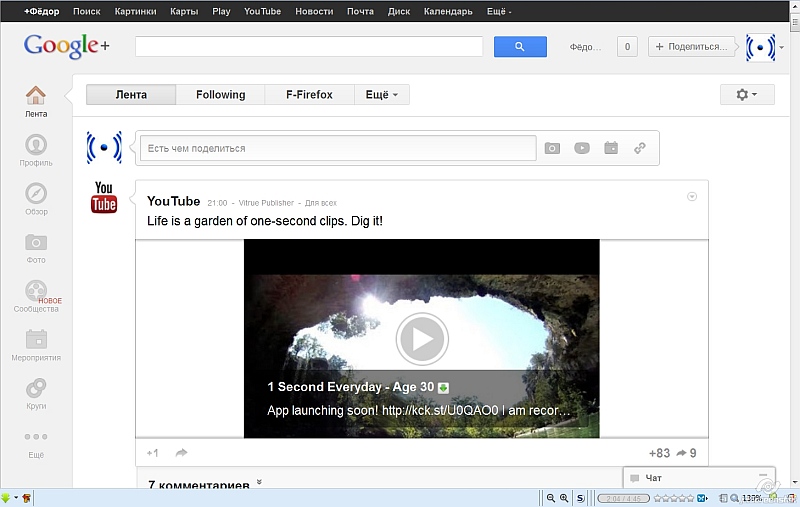 +Фёдор Поиск Картинки Карты Play YouTube Новости Почта Диск Календарь Ещё
Google+
Фёдо... 0 + Поделиться...
Лента Following F-Firefox Ещё
Лента
Профиль
Обзор
Фото
НОВОЕ
Сообщества
Мероприятия
Круги
Ещё
Есть чем поделиться
You Tube
YouTube 21:00 - Vitrue Publisher - Для всех
Life is a garden of one-second clips. Dig it!
1 Second Everyday - Age 30
App launching soon! http://kck.st/U0QAO0 I am recor…
+1
+83 9
7 комментариев
Чат
S 2:04 / 4:45 130%